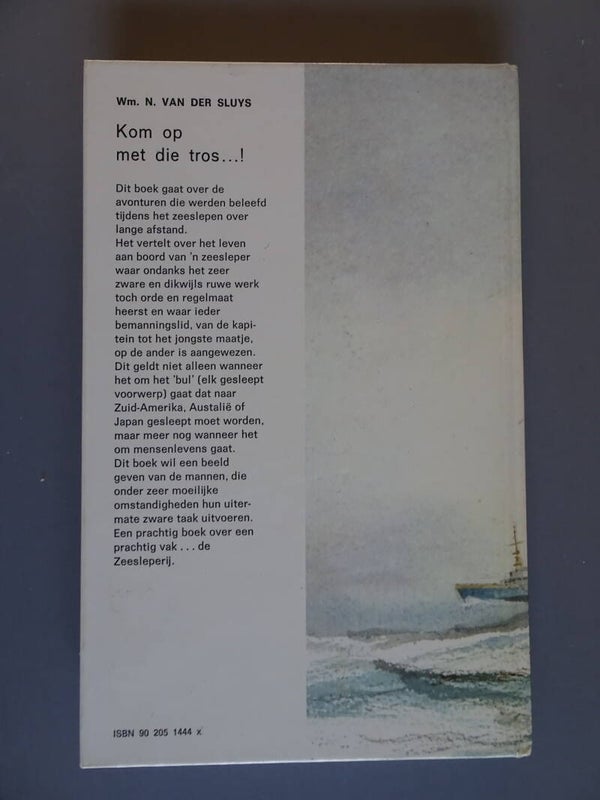 Wm. N. VAN DER SLUYS
Kom op
met die tros...!
Dit boek gaat over de
avonturen die werden beleefd
tijdens het zeeslepen over
lange afstand.
Het vertelt over het leven
aan boord van 'n zeesleper
waar ondanks het zeer
zware en dikwijls ruwe werk
toch orde en regelmaat
heerst en waar ieder
bemanningslid, van de kapi-
tein tot het jongste maatje,
op de ander is aangewezen.
Dit geldt niet alleen wanneer
het om het 'bul' (elk gesleept
voorwerp) gaat dat naar
Zuid-Amerika, Austalië of
Japan gesleept moet worden,
maar meer nog wanneer het
om mensenlevens gaat.
Dit boek wil een beeld
geven van de mannen, die
onder zeer moeilijke
omstandigheden hun uiter-
mate zware taak uitvoeren.
Een prachtig boek over een
prachtig vak... de
Zeesleperij.
ISBN 90 205 1444 x